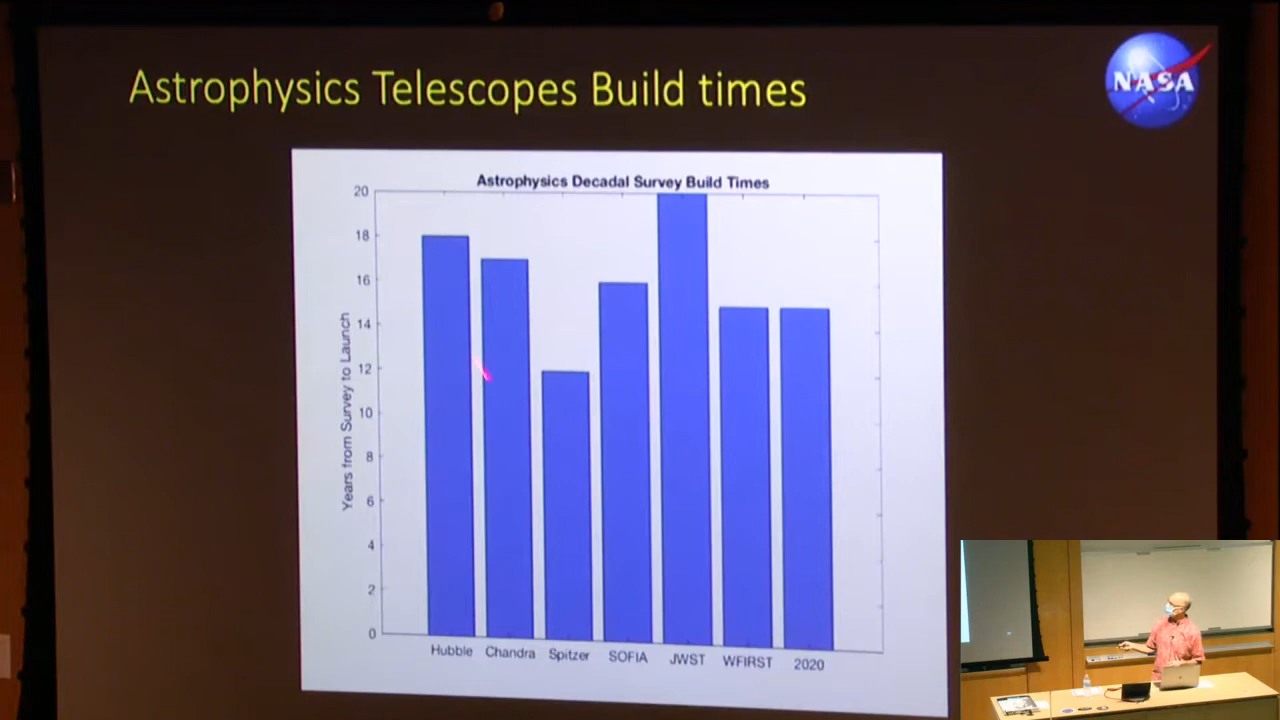 Astrophysics Telescopes Build times
NASA
Astrophysics Decadal Survey Build Times
Years from Survey to Launch
20
18
16
14
12
10
8
6
4
2
0
Hubble Chandra Spitzer SOFIA JWST WFIRST 2020